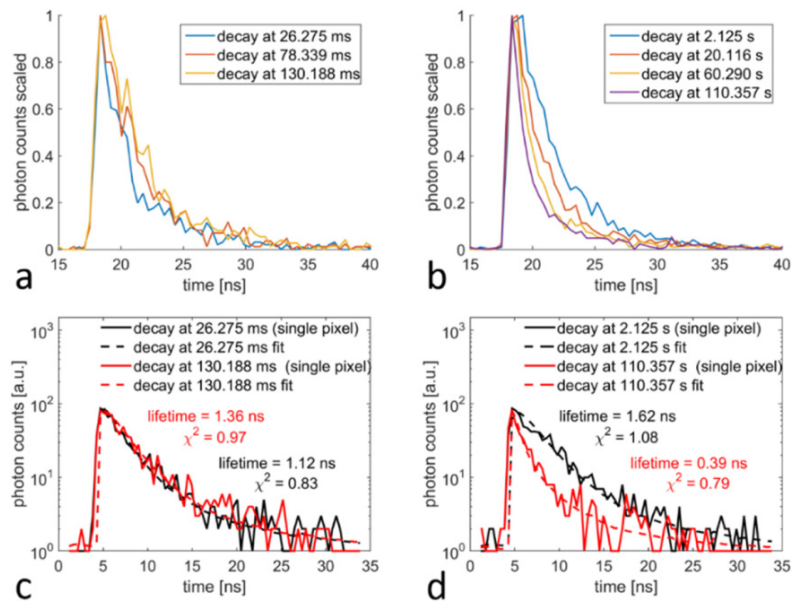 decay at 26.275 ms
decay at 78.339 ms
decay at 130.188 ms
photon counts scaled
1
0.8
0.6
0.4
0.2
0
15
20
25
30
35
40
time [ns]
a
decay at 2.125 s
decay at 20.116 s
decay at 60.290 s
decay at 110.357 s
photon counts scaled
1
0.8
0.6
0.4
0.2
0
15
20
25
30
35
40
time [ns]
b
decay at 26.275 ms (single pixel)
decay at 26.275 ms fit
decay at 130.188 ms (single pixel)
decay at 130.188 ms fit
lifetime = 1.36 ns
χ² = 0.97
lifetime = 1.12 ns
χ² = 0.83
photon counts [a.u.]
10³
10²
10¹
10⁰
0
5
10
15
20
25
30
35
time [ns]
c
decay at 2.125 s (single pixel)
decay at 2.125 s fit
decay at 110.357 s (single pixel)
decay at 110.357 s fit
lifetime = 1.62 ns
χ² = 1.08
lifetime = 0.39 ns
χ² = 0.79
photon counts [a.u.]
10³
10²
10¹
10⁰
0
5
10
15
20
25
30
35
time [ns]
d